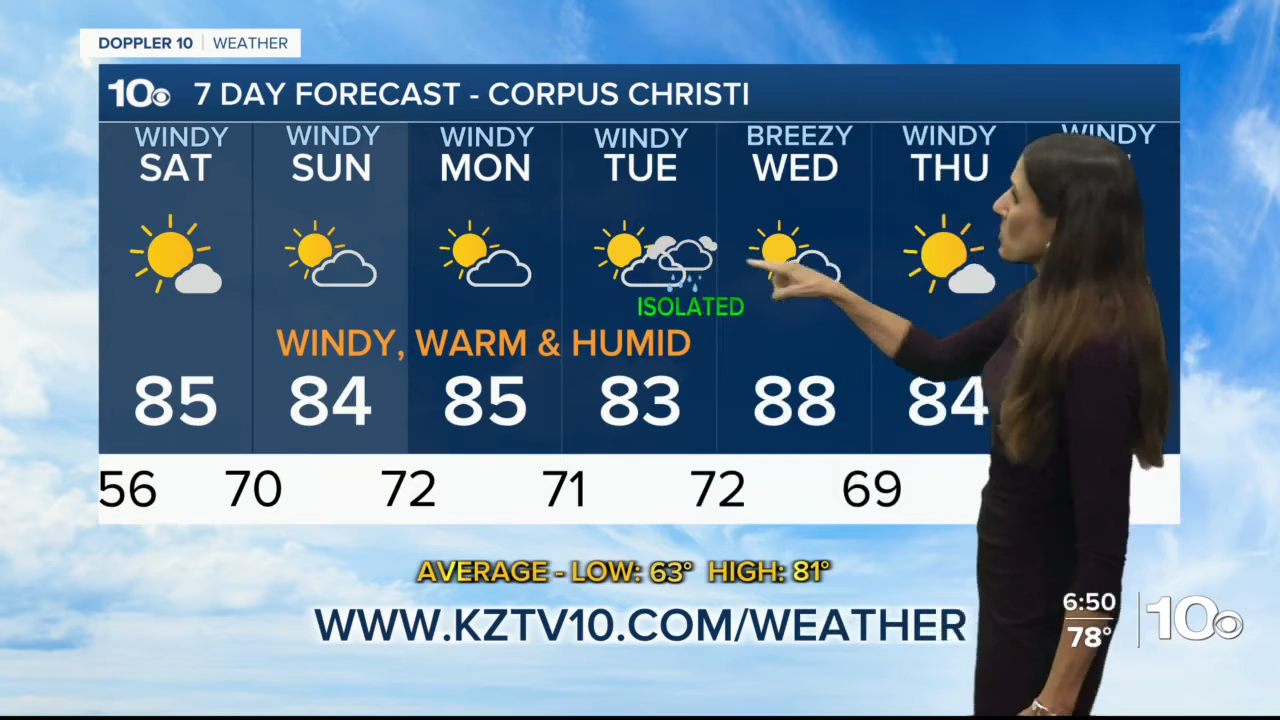 DOPPLER 10 | WEATHER
10 7 DAY FORECAST - CORPUS CHRISTI
WINDY WINDY WINDY WINDY BREEZY WINDY WINDY
SAT SUN MON TUE WED THU
ISOLATED
WINDY, WARM & HUMID
85 84 85 83 88 84
56 70 72 71 72 69
AVERAGE - LOW: 63° HIGH: 81°
WWW.KZTV10.COM/WEATHER
6:50
78°
10